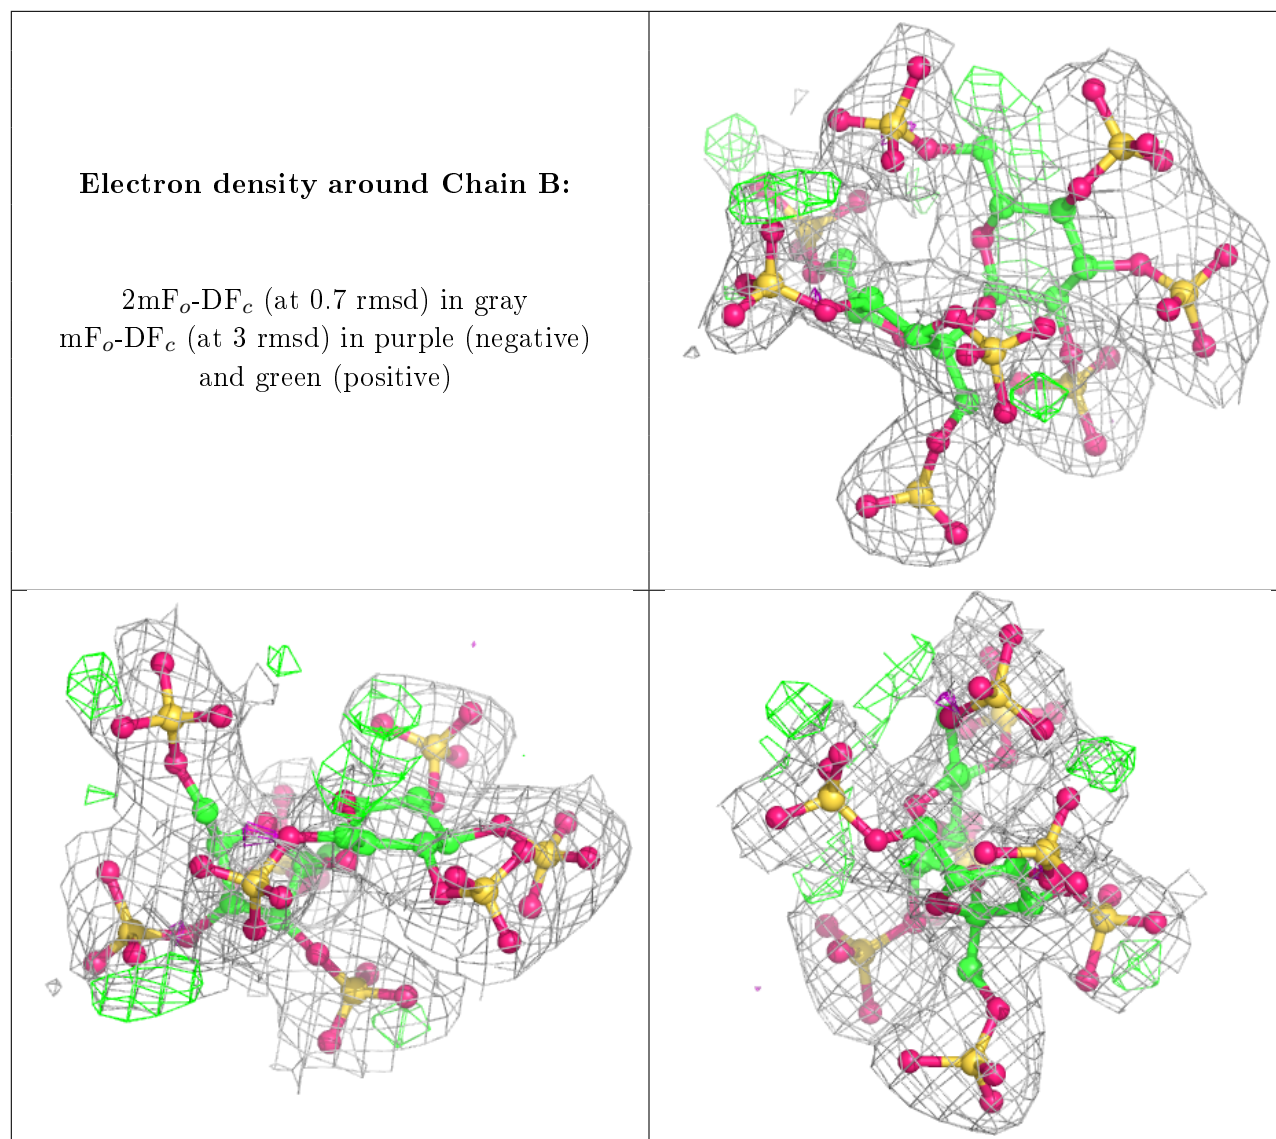 Electron density around Chain B:
2mFₒ-DF𝒸 (at 0.7 rmsd) in gray
mFₒ-DF𝒸 (at 3 rmsd) in purple (negative)
and green (positive)